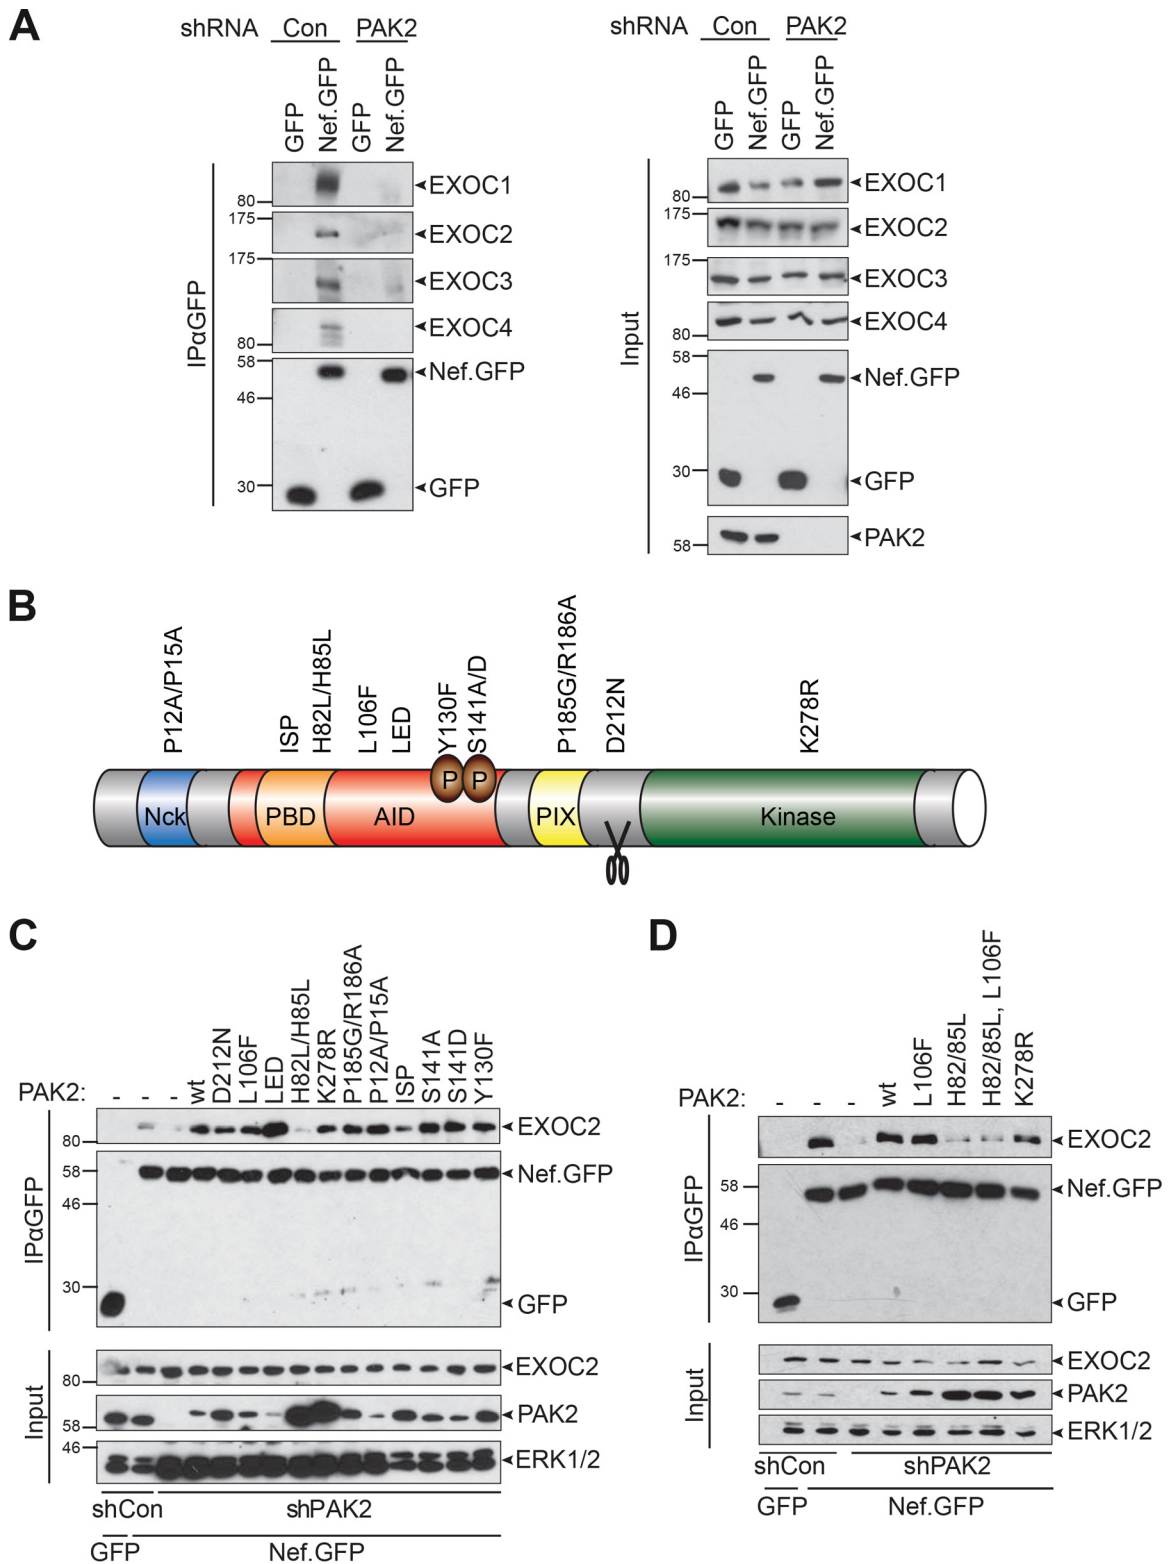 A
shRNA Con PAK2
GFP
Nef.GFP
GFP
Nef.GFP
IPαGFP
80
EXOC1
175
EXOC2
175
EXOC3
80
EXOC4
58
Nef.GFP
46
30
GFP
shRNA Con PAK2
GFP
Nef.GFP
GFP
Nef.GFP
Input
80
EXOC1
175
EXOC2
175
EXOC3
80
EXOC4
58
Nef.GFP
46
30
GFP
58
PAK2
B
P12A/P15A
ISP
H82L/H85L
L106F
LED
Y130F
S141A/D
P185G/R186A
D212N
K278R
P P
Nck PBD AID PIX Kinase
C
PAK2: - - - wt D212N L106F LED H82L/H85L K278R P185G/R186A P12A/P15A ISP S141A S141D Y130F
IPαGFP
80
EXOC2
58
Nef.GFP
46
30
GFP
Input
EXOC2
80
PAK2
58
46
ERK1/2
shCon shPAK2
GFP Nef.GFP
D
PAK2: - - - wt L106F H82/85L H82/85L, L106F K278R
IPαGFP
80
EXOC2
58
Nef.GFP
46
30
GFP
Input
EXOC2
PAK2
ERK1/2
shCon shPAK2
GFP Nef.GFP